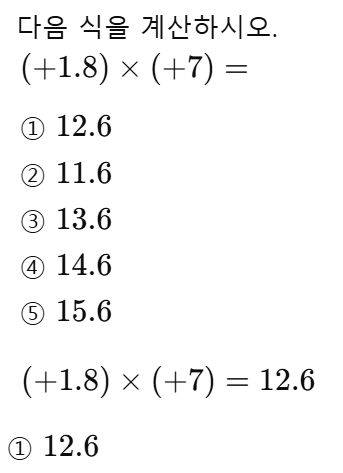 다음 식을 계산하시오.
(+1.8) × (+7) =
① 12.6
② 11.6
③ 13.6
④ 14.6
⑤ 15.6
(+1.8) × (+7) = 12.6
① 12.6